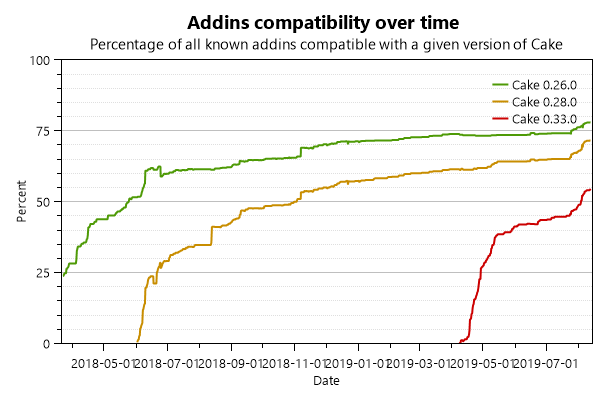 Addins compatibility over time
Percentage of all known addins compatible with a given version of Cake
100
75
50
25
0
Percent
Cake 0.26.0
Cake 0.28.0
Cake 0.33.0
2018-05-01 2018-07-01 2018-09-01 2018-11-01 2019-01-01 2019-03-01 2019-05-01 2019-07-01
Date